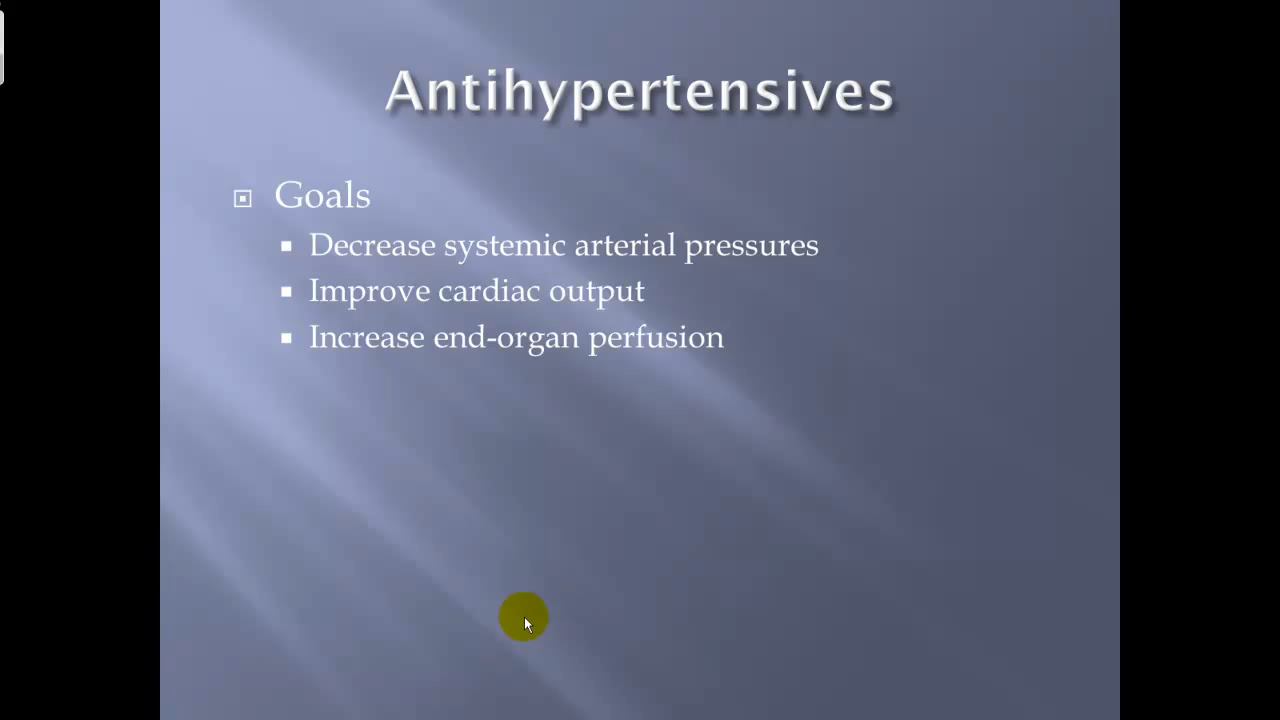 Antihypertensives
Goals
Decrease systemic arterial pressures
Improve cardiac output
Increase end-organ perfusion